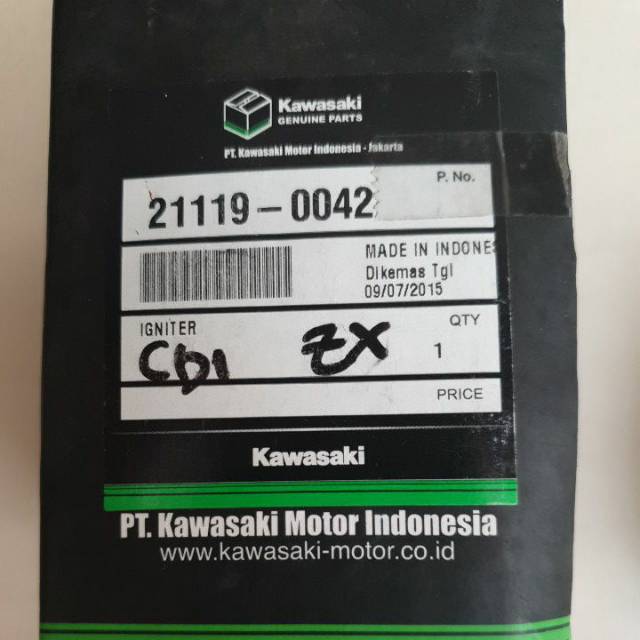 Kawasaki
GENUINE PARTS
PT. Kawasaki Motor Indonesia - Jakarta
P. No.
21119-0042
MADE IN INDONES
Dikemas Tgl
09/07/2015
IGNITER
QTY
CDI ZX
1
PRICE
Kawasaki
PT. Kawasaki Motor Indonesia
www.kawasaki-motor.co.id